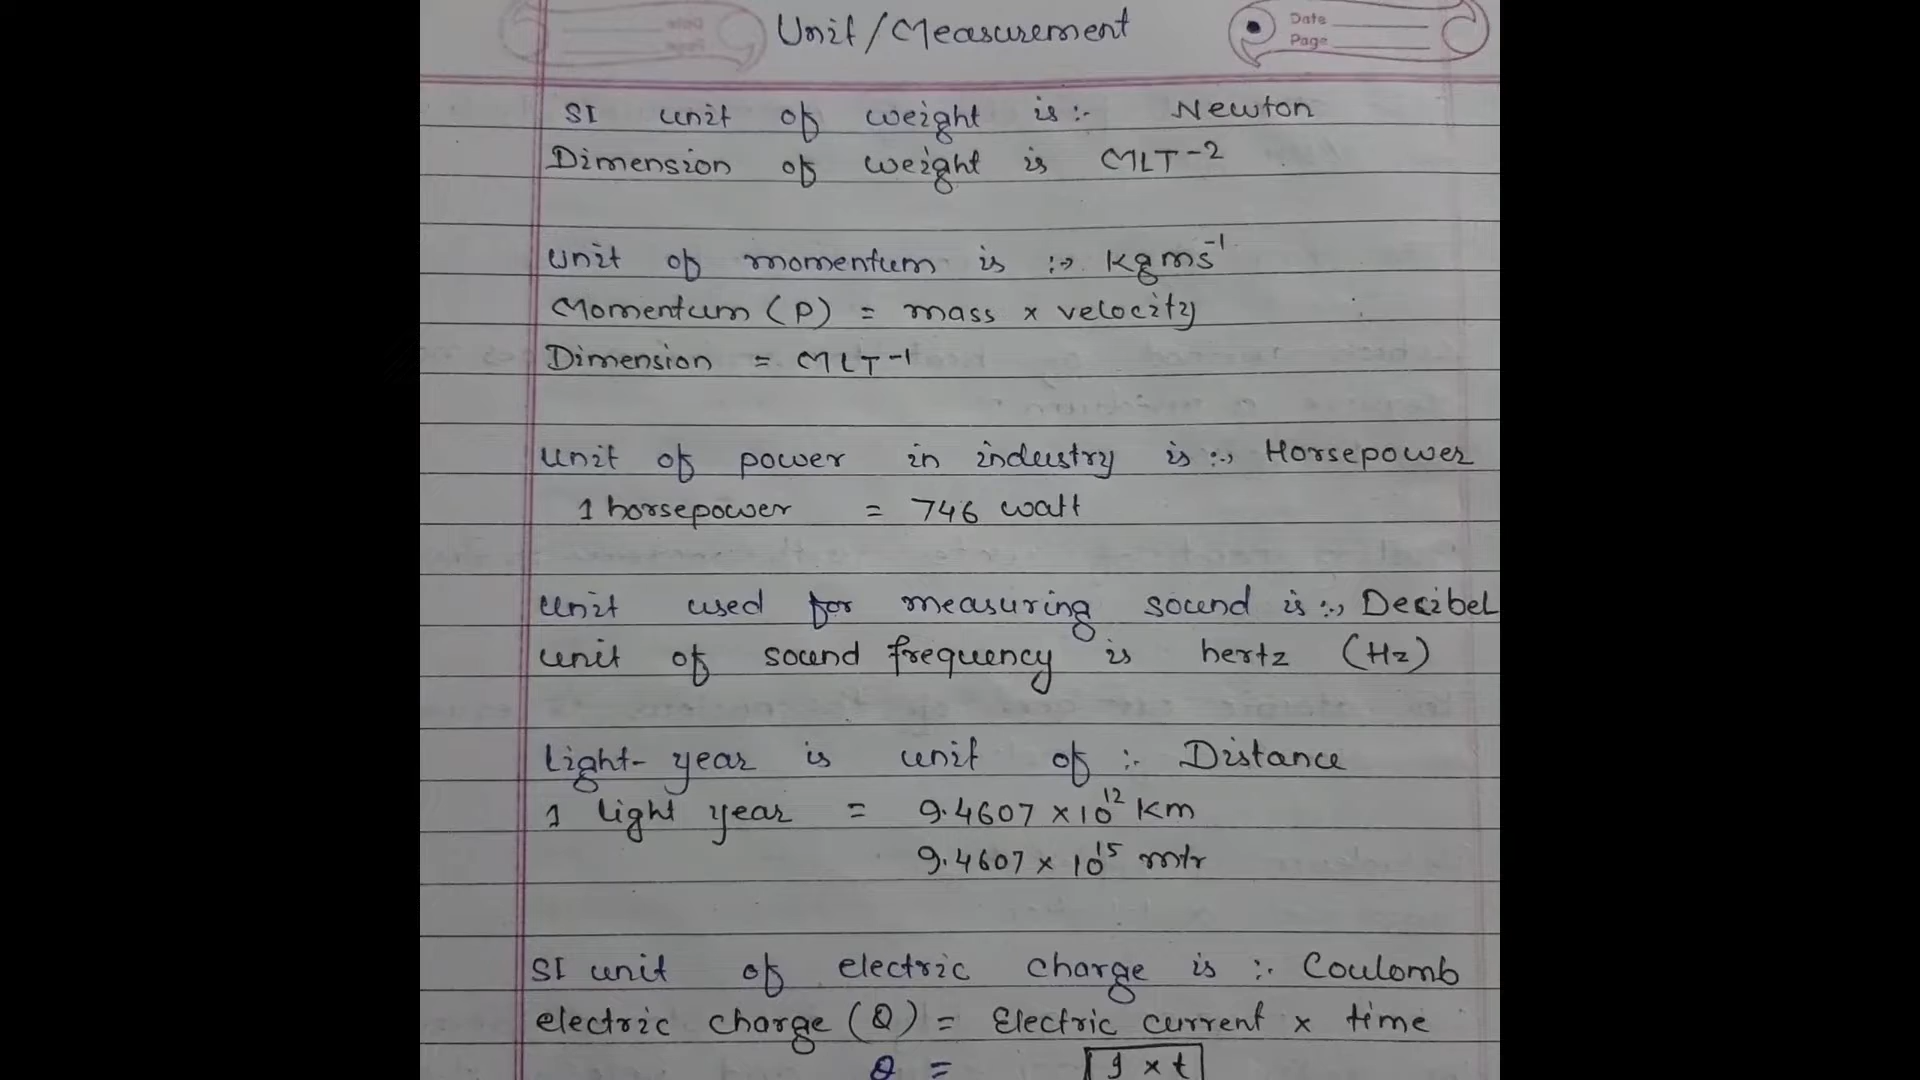 Unit/Measurement
Date
Page
SI unit of weight is :- Newton
Dimension of weight is MLT-2
Unit of momentum is :→ kgms⁻¹
Momentum (P) = mass x velocity
Dimension = MLT-1
Unit of power in industry is :→ Horsepower
1 horsepower = 746 watt
Unit used for measuring sound is :→ Decibel
Unit of sound frequency is hertz (Hz)
Light-year is unit of :- Distance
1 light year = 9.4607 x 10¹² Km
9.4607 x 10¹⁵ mtr
SI unit of electric charge is :- Coulomb
electric charge (Q) = Electric current x time
Q = I x t